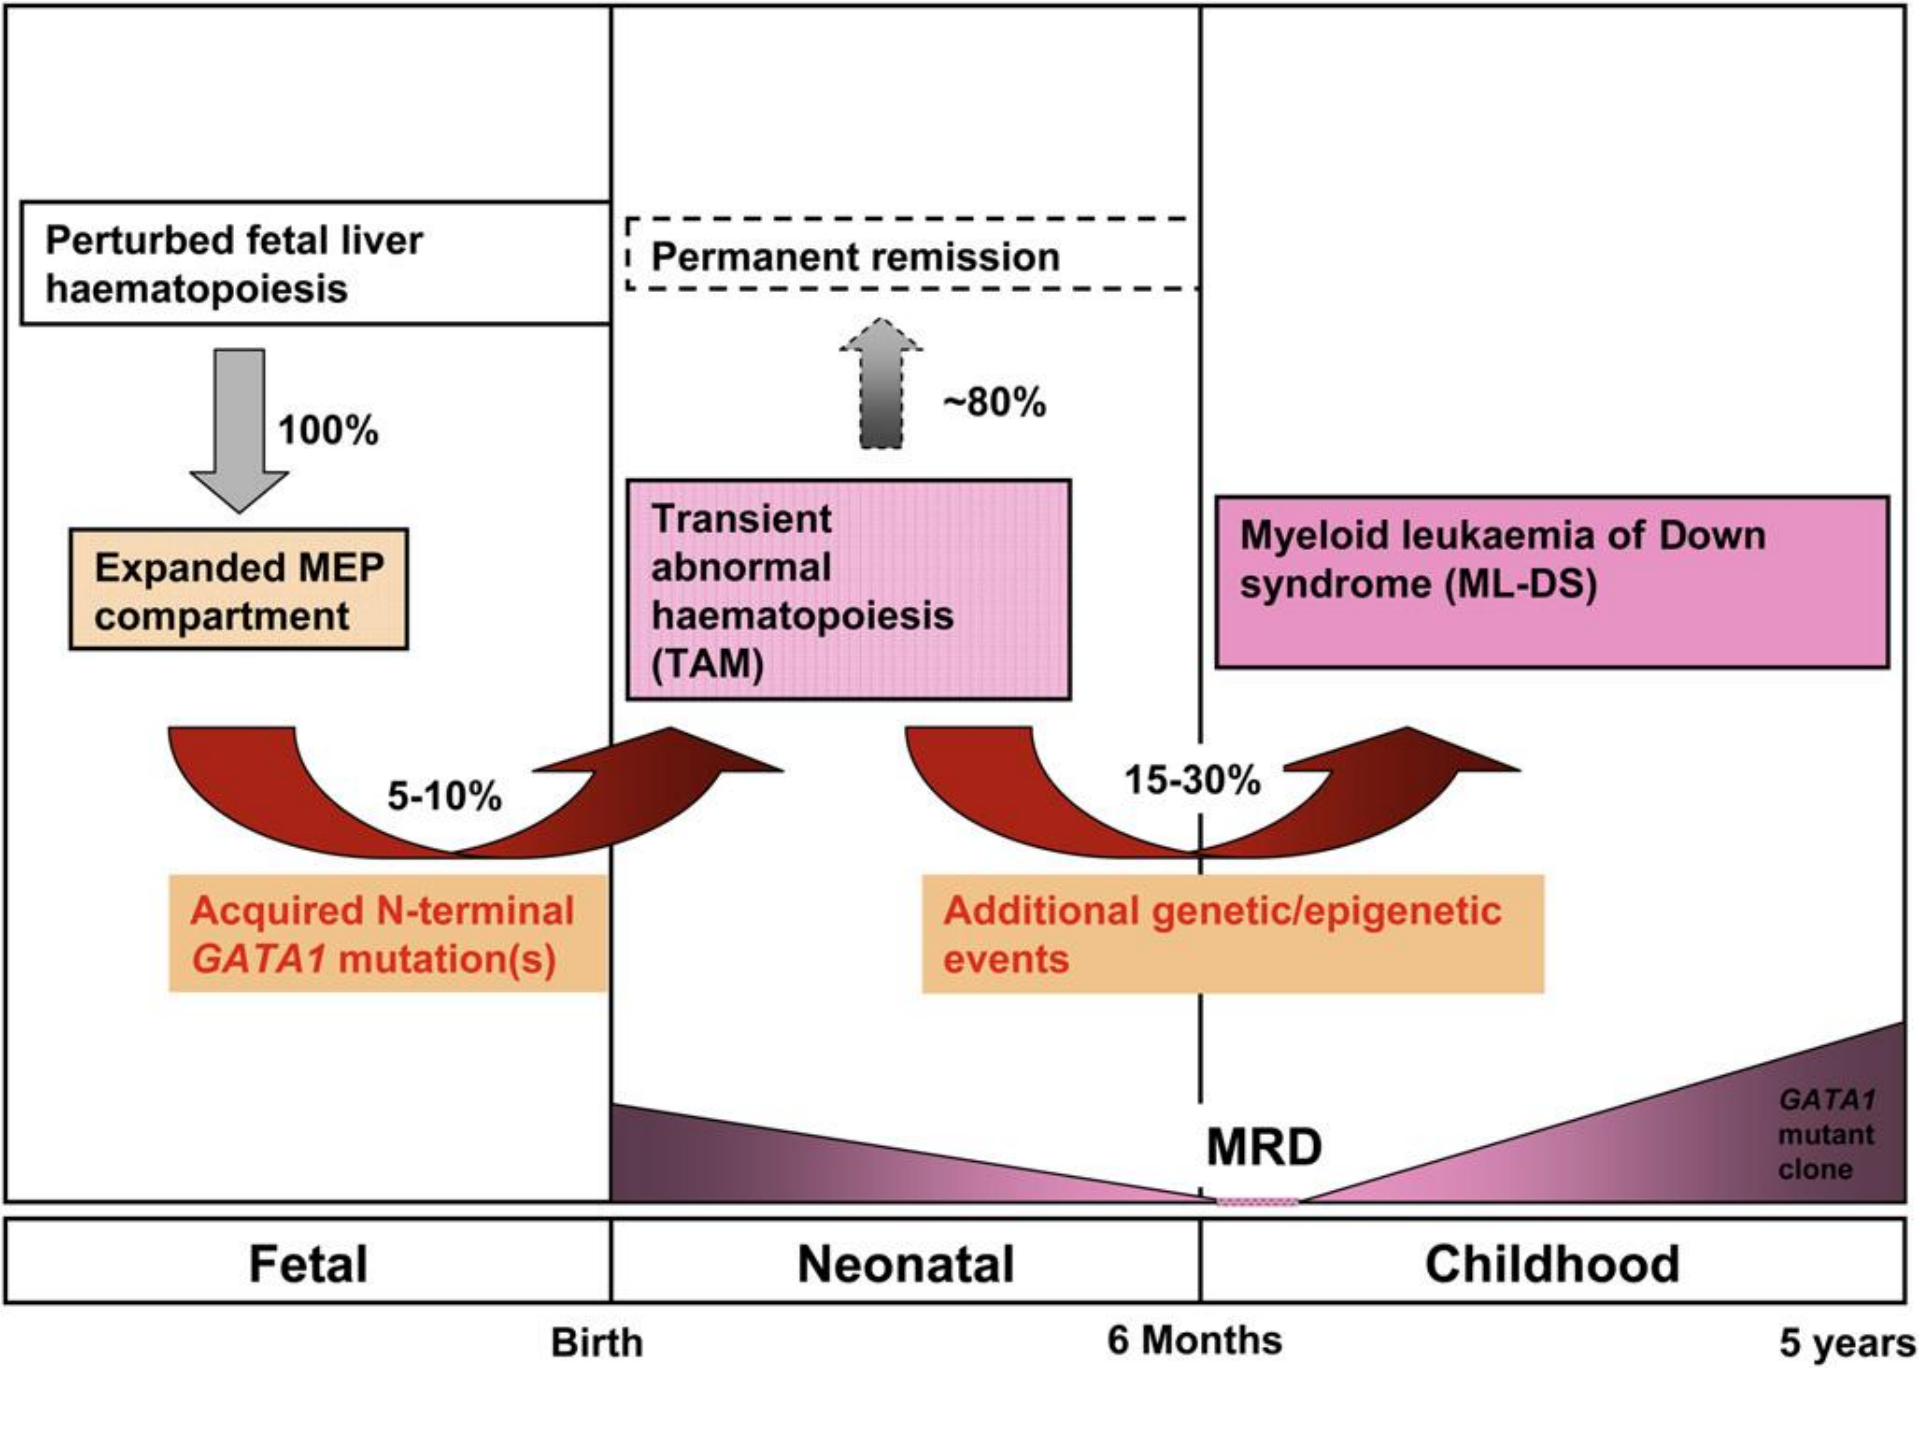 Perturbed fetal liver
haematopoiesis
100%
Expanded MEP
compartment
5-10%
Acquired N-terminal
GATA1 mutation(s)
Permanent remission
~80%
Transient
abnormal
haematopoiesis
(TAM)
15-30%
Additional genetic/epigenetic
events
Myeloid leukaemia of Down
syndrome (ML-DS)
MRD
GATA1
mutant
clone
Fetal
Neonatal
Childhood
Birth
6 Months
5 years